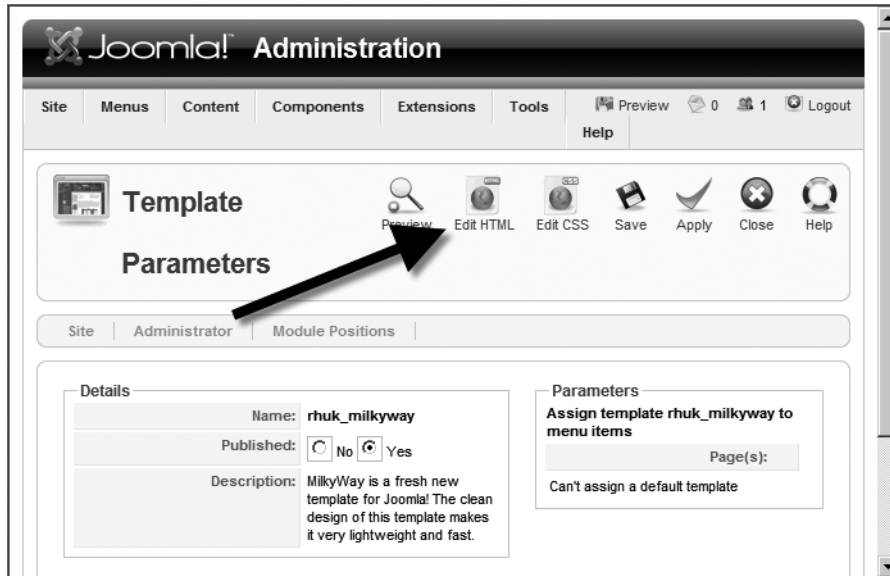 Joomla! Administration
Site Menus Content Components Extensions Tools Preview 0 1 Logout
Help
Template
Parameters
Preview Edit HTML Edit CSS Save Apply Close Help
Site Administrator Module Positions
Details
Name: rhuk_milkyway
Published: No Yes
Description: MilkyWay is a fresh new
template for Joomla! The clean
design of this template makes
it very lightweight and fast.
Parameters
Assign template rhuk_milkyway to
menu items
Page(s):
Can't assign a default template